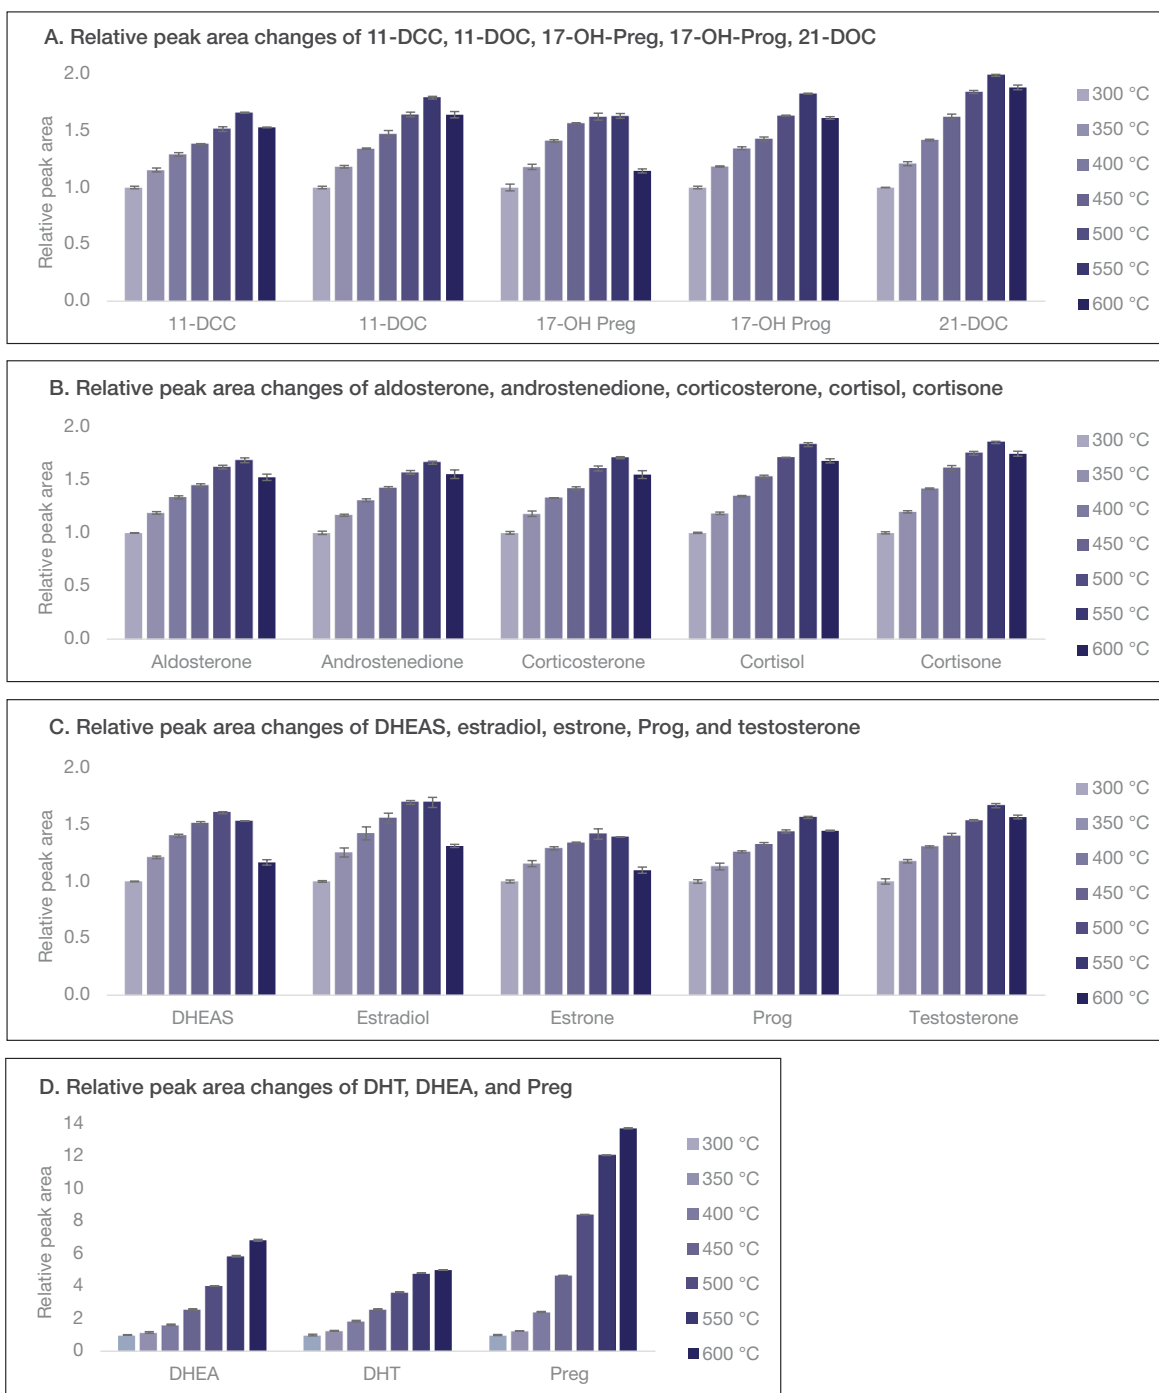 A. Relative peak area changes of 11-DCC, 11-DOC, 17-OH-Preg, 17-OH-Prog, 21-DOC
Relative peak area
2.0
1.5
1.0
0.5
0.0
11-DCC
11-DOC
17-OH Preg
17-OH Prog
21-DOC
300 °C
350 °C
400 °C
450 °C
500 °C
550 °C
600 °C
B. Relative peak area changes of aldosterone, androstenedione, corticosterone, cortisol, cortisone
Relative peak area
2.0
1.5
1.0
0.5
0.0
Aldosterone
Androstenedione
Corticosterone
Cortisol
Cortisone
300 °C
350 °C
400 °C
450 °C
500 °C
550 °C
600 °C
C. Relative peak area changes of DHEAS, estradiol, estrone, Prog, and testosterone
Relative peak area
2.0
1.5
1.0
0.5
0.0
DHEAS
Estradiol
Estrone
Prog
Testosterone
300 °C
350 °C
400 °C
450 °C
500 °C
550 °C
600 °C
D. Relative peak area changes of DHT, DHEA, and Preg
Relative peak area
14
12
10
8
6
4
2
0
DHEA
DHT
Preg
300 °C
350 °C
400 °C
450 °C
500 °C
550 °C
600 °C